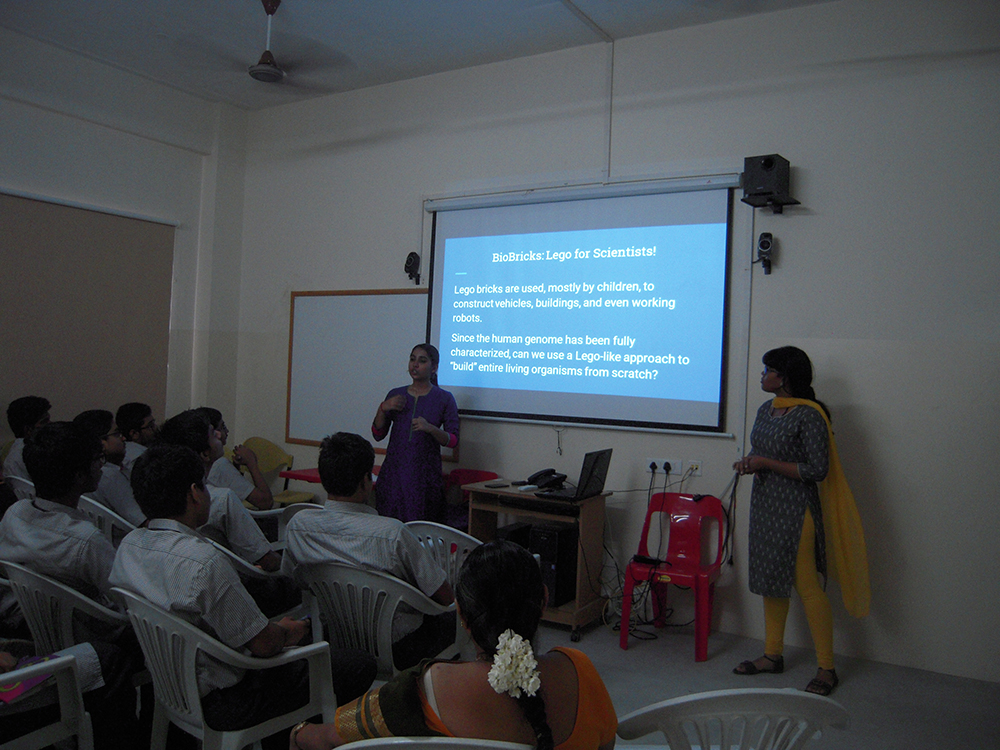 BioBricks: Lego for Scientists!
Lego bricks are used, mostly by children, to
construct vehicles, buildings, and even working
robots.
Since the human genome has been fully
characterized, can we use a Lego-like approach to
"build" entire living organisms from scratch?